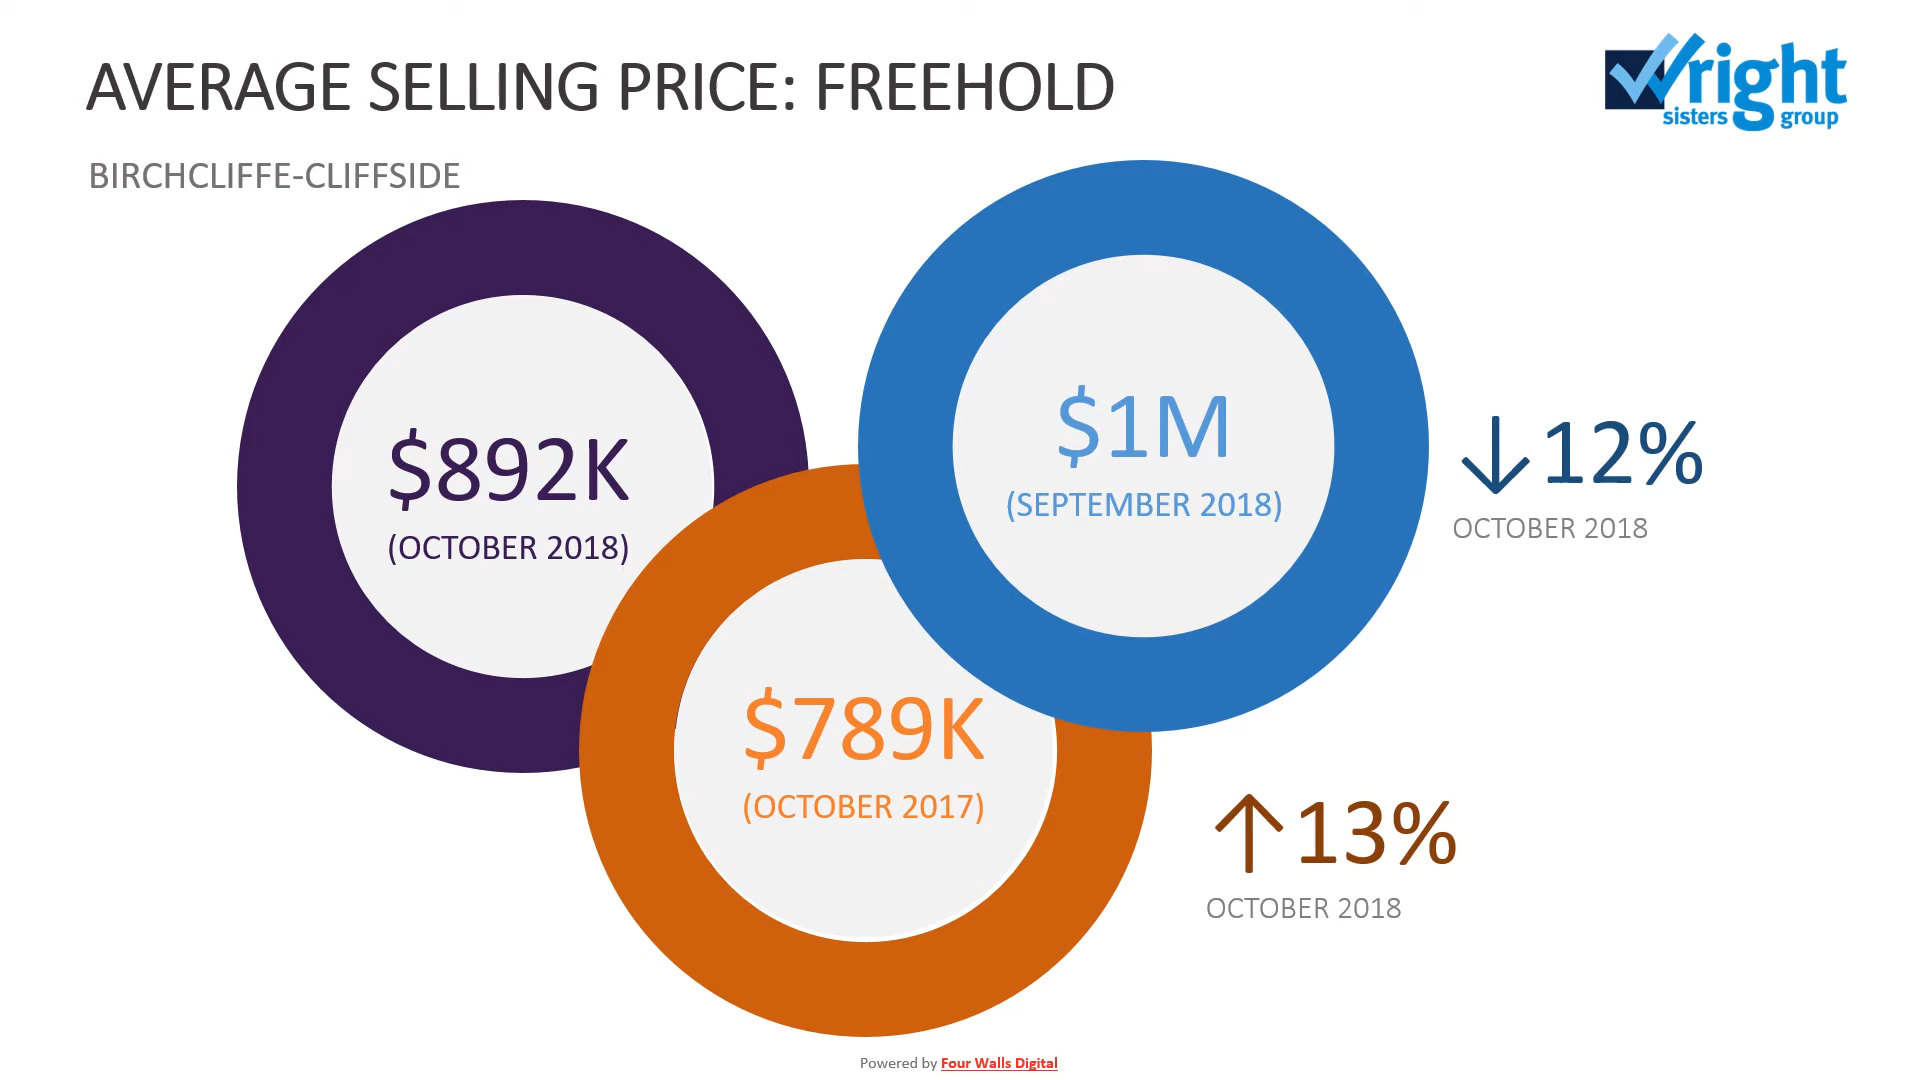 AVERAGE SELLING PRICE: FREEHOLD
Wright
sisters group
BIRCHCLIFFE-CLIFFSIDE
$892K
(OCTOBER 2018)
$1M
(SEPTEMBER 2018)
↓12%
OCTOBER 2018
$789K
(OCTOBER 2017)
↑13%
OCTOBER 2018
Powered by Four Walls Digital